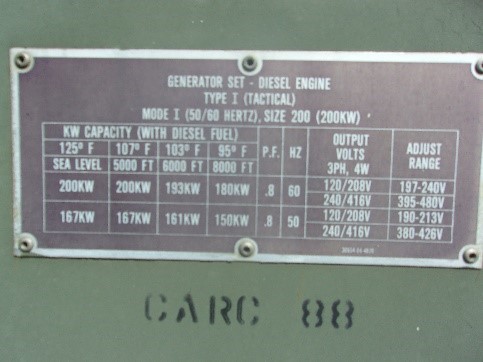 GENERATOR SET - DIESEL ENGINE
TYPE I (TACTICAL)
MODE I (50/60 HERTZ), SIZE 200 (200KW)
KW CAPACITY (WITH DIESEL FUEL) P.F. HZ OUTPUT VOLTS 3PH, 4W ADJUST RANGE
125° F 107° F 103° F 95° F
SEA LEVEL 5000 FT 6000 FT 8000 FT
200KW 200KW 193KW 180KW .8 60 120/208V 197-240V
240/416V 395-480V
167KW 167KW 161KW 150KW .8 50 120/208V 190-213V
240/416V 380-426V
CARC 88